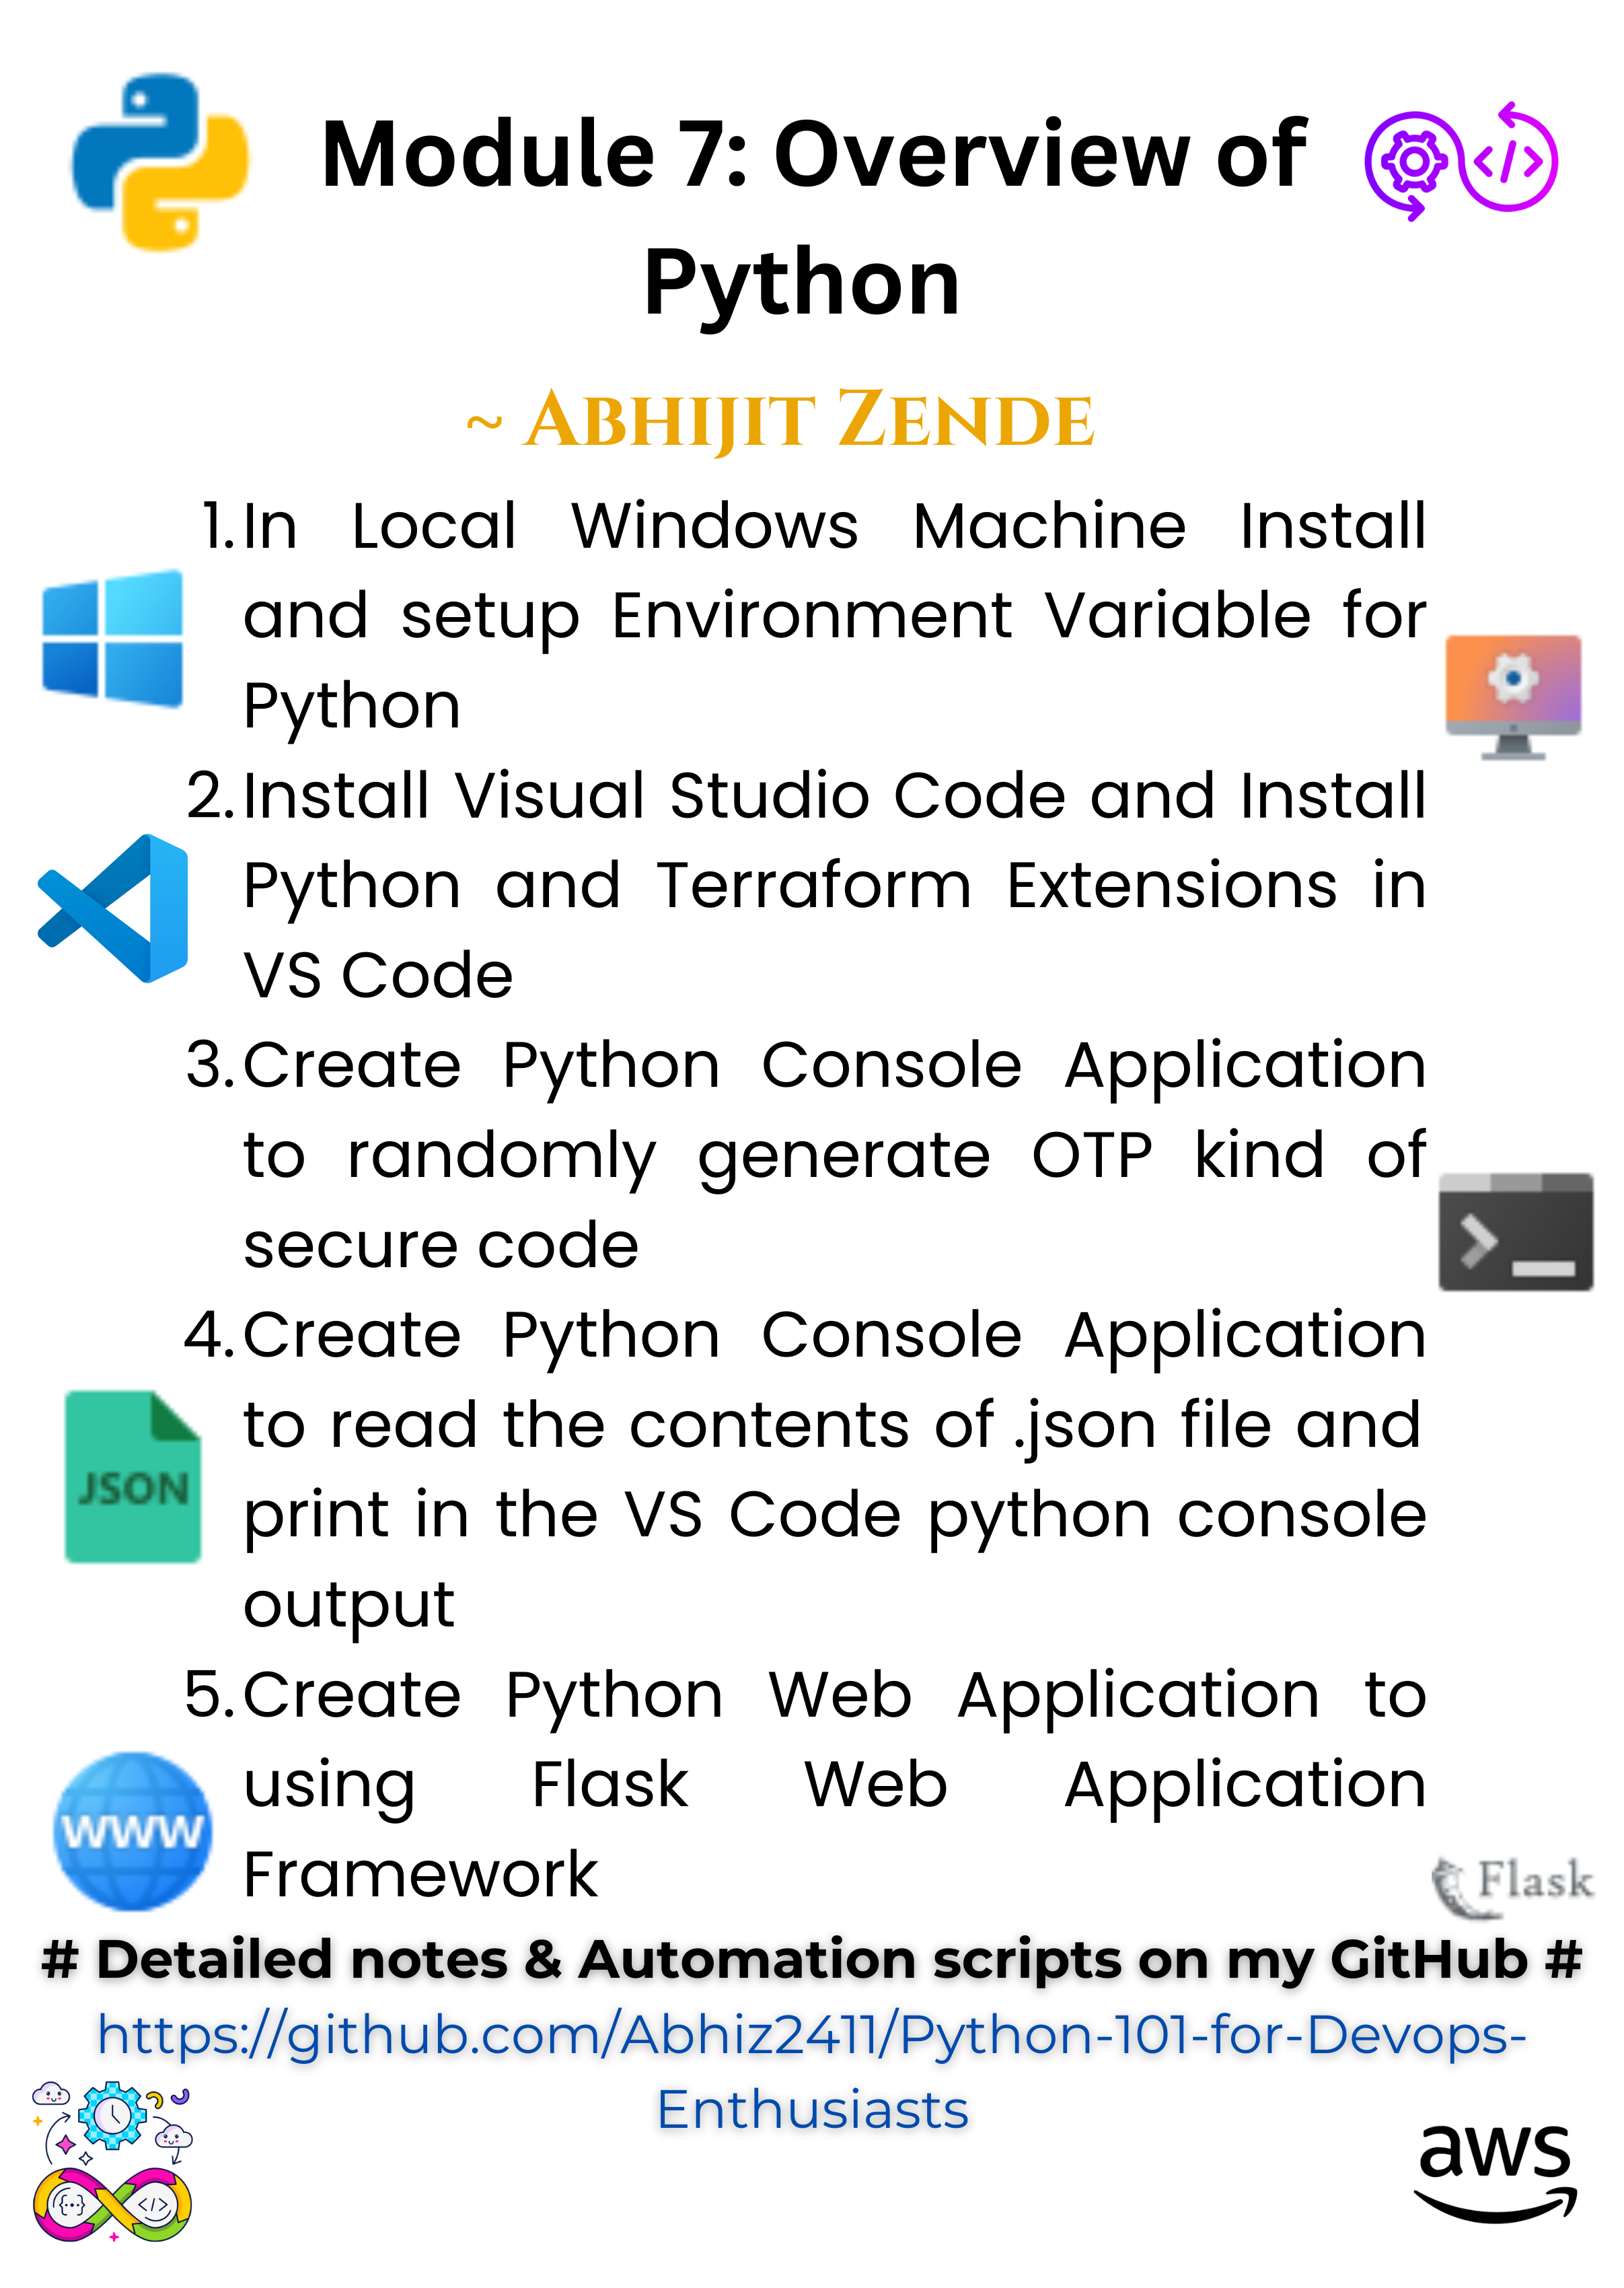 Module 7: Overview of
Python
~ Abhijit Zende
1. In Local Windows Machine Install
and setup Environment Variable for
Python
2. Install Visual Studio Code and Install
Python and Terraform Extensions in
VS Code
3. Create Python Console Application
to randomly generate OTP kind of
secure code
4. Create Python Console Application
to read the contents of .json file and
JSON
print in the VS Code python console
output
5. Create Python Web Application to
using Flask Web Application
WWW
Framework
Flask
# Detailed notes & Automation scripts on my GitHub #
https://github.com/Abhiz2411/Python-101-for-Devops-
Enthusiasts
aws